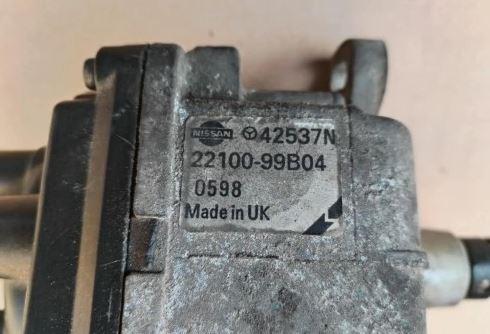 NISSAN 42537N
22100-99B04
0598
Made in UK